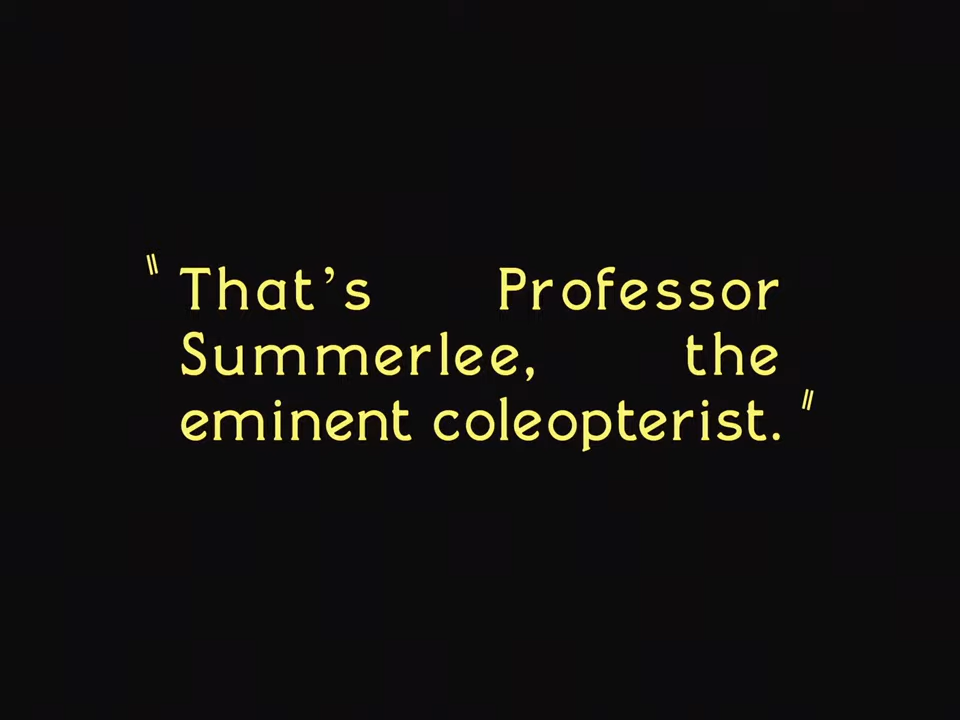 "That’s Professor
Summerlee, the
eminent coleopterist."